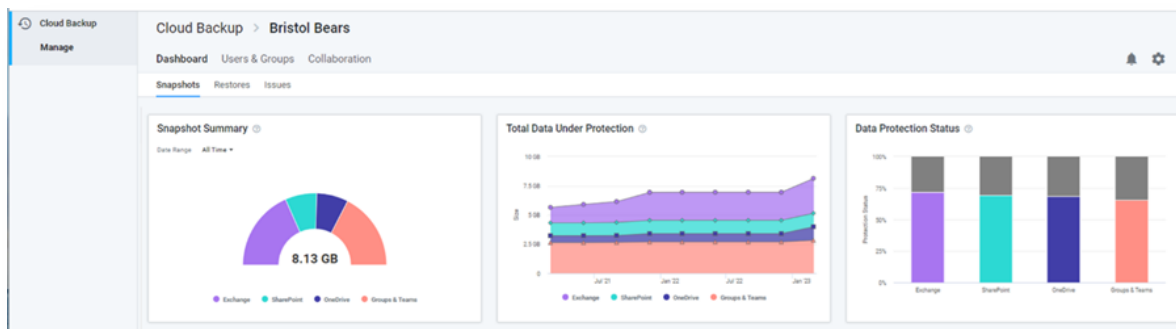 Cloud Backup
Manage
Cloud Backup > Bristol Bears
Dashboard Users & Groups Collaboration
Snapshots Restores Issues
Snapshot Summary
Date Range All Time
8.13 GB
Exchange SharePoint OneDrive Groups & Teams
Total Data Under Protection
10 GB
7.5 GB
5 GB
2.5 GB
0
Size
Jul '21 Jan '22 Jul '22 Jan '23
Exchange SharePoint OneDrive Groups & Teams
Data Protection Status
100%
75%
50%
25%
0%
Protection Status
Exchange SharePoint OneDrive Groups & Teams